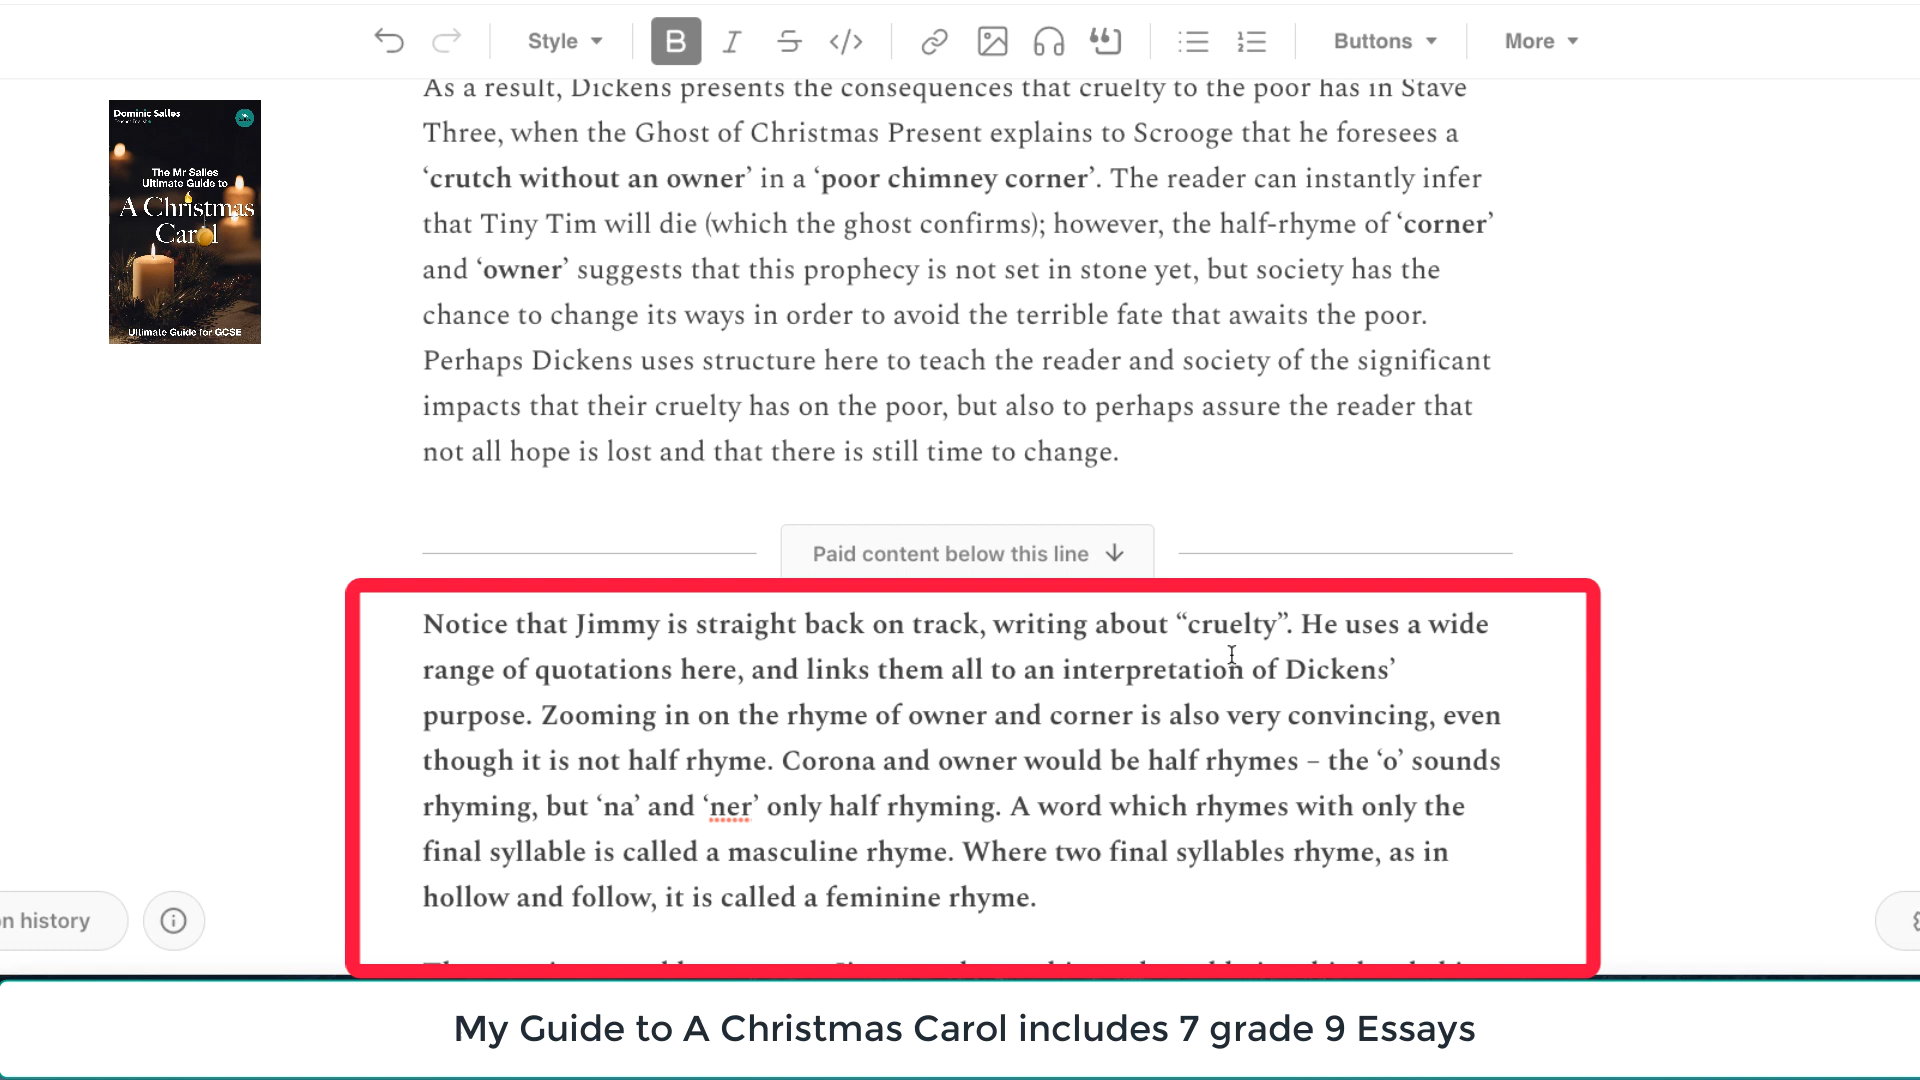 Style
B
Buttons
More
As a result, Dickens presents the consequences that cruelty to the poor has in Stave
Three, when the Ghost of Christmas Present explains to Scrooge that he foresees a
‘crutch without an owner’ in a ‘poor chimney corner’. The reader can instantly infer
that Tiny Tim will die (which the ghost confirms); however, the half-rhyme of ‘corner’
and ‘owner’ suggests that this prophecy is not set in stone yet, but society has the
chance to change its ways in order to avoid the terrible fate that awaits the poor.
Perhaps Dickens uses structure here to teach the reader and society of the significant
impacts that their cruelty has on the poor, but also to perhaps assure the reader that
not all hope is lost and that there is still time to change.
Dominic Salles
The Mr Salles
Ultimate Guide to
A Christmas
Carol
Ultimate Guide for GCSE
Paid content below this line
Notice that Jimmy is straight back on track, writing about “cruelty”. He uses a wide
range of quotations here, and links them all to an interpretation of Dickens’
purpose. Zooming in on the rhyme of owner and corner is also very convincing, even
though it is not half rhyme. Corona and owner would be half rhymes – the ‘o’ sounds
rhyming, but ‘na’ and ‘ner’ only half rhyming. A word which rhymes with only the
final syllable is called a masculine rhyme. Where two final syllables rhyme, as in
hollow and follow, it is called a feminine rhyme.
on history
My Guide to A Christmas Carol includes 7 grade 9 Essays